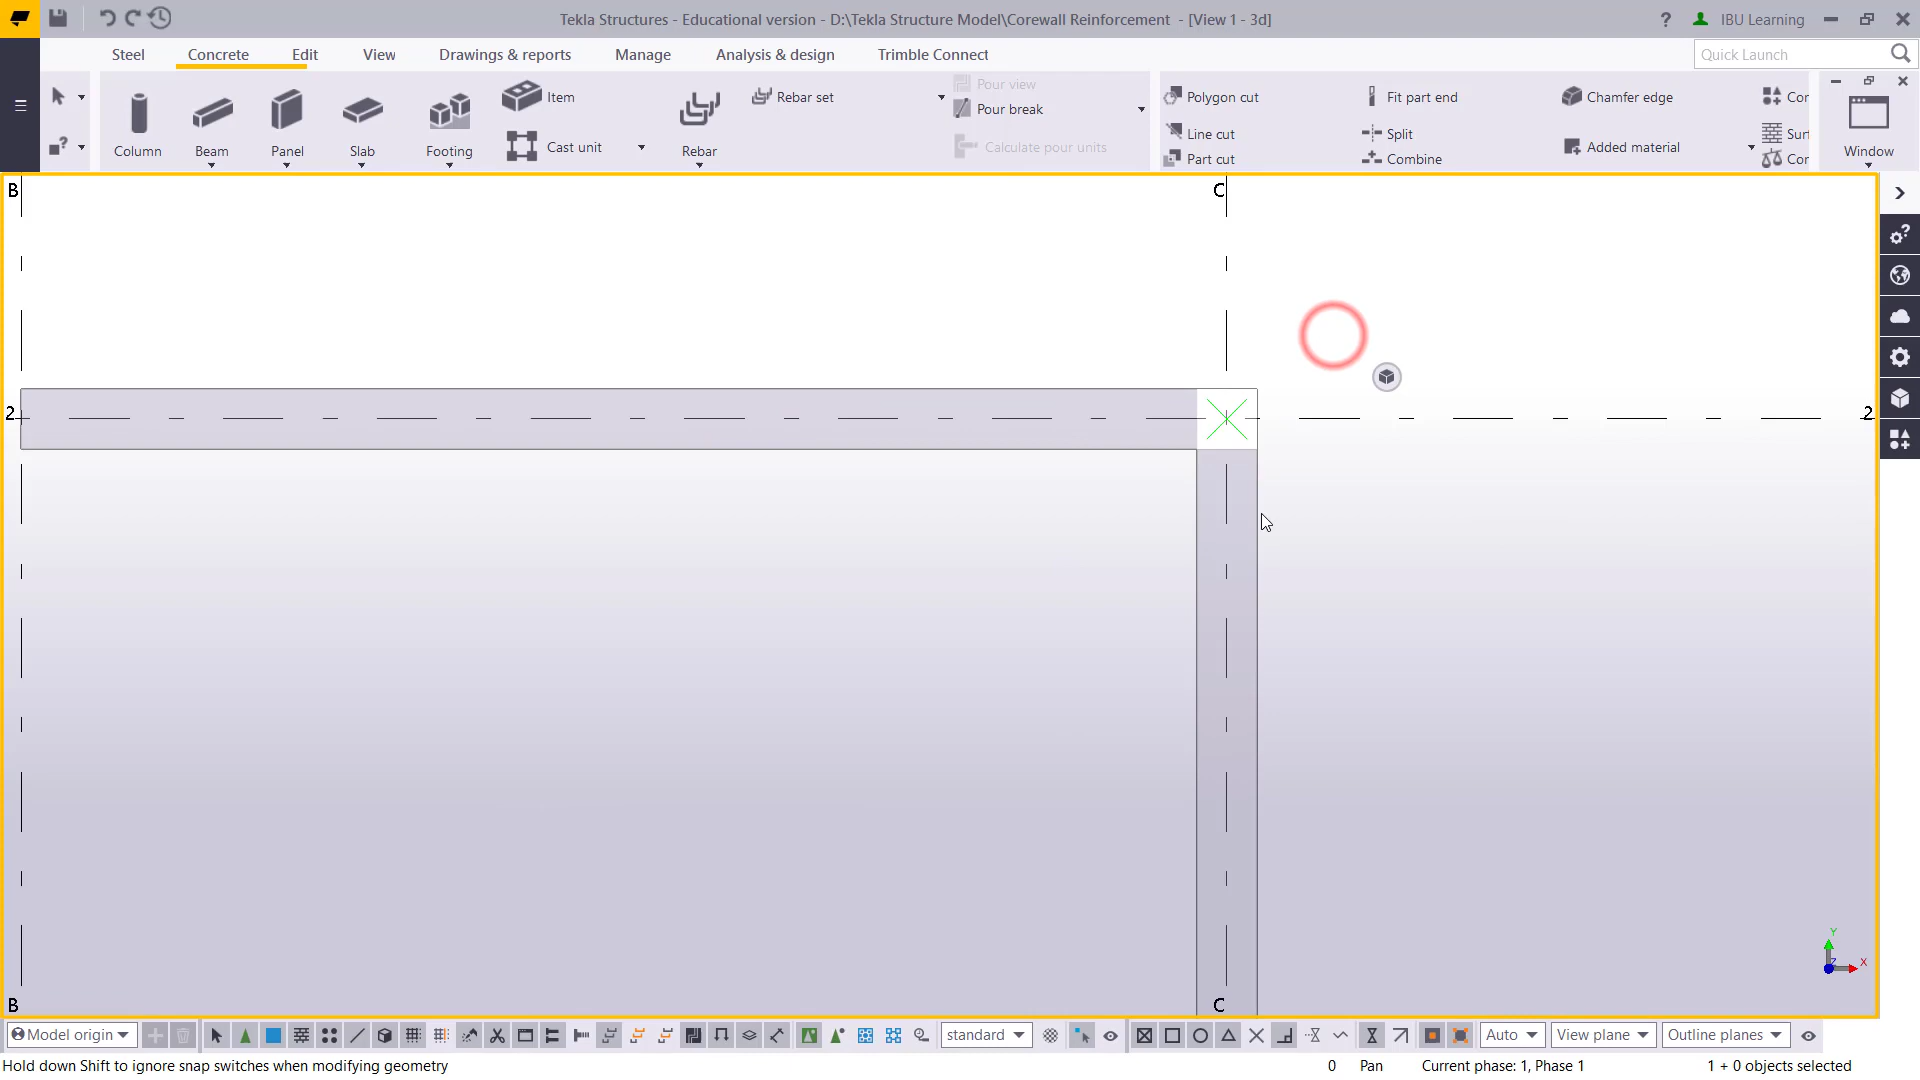 Tekla Structures - Educational version - D:\Tekla Structure Model\Corewall Reinforcement - [View 1 - 3d]
? IBU Learning
Steel Concrete Edit View Drawings & reports Manage Analysis & design Trimble Connect
Quick Launch
Column
Beam
Panel
Slab
Footing
Item
Cast unit
Rebar
Rebar set
Pour view
Pour break
Calculate pour units
Polygon cut
Line cut
Part cut
Fit part end
Split
Combine
Chamfer edge
Added material
Cor
Surf
Cor
Window
B C
2 2
B C
Y
X
Z
Model origin standard Auto View plane Outline planes
Hold down Shift to ignore snap switches when modifying geometry 0 Pan Current phase: 1, Phase 1 1 + 0 objects selected